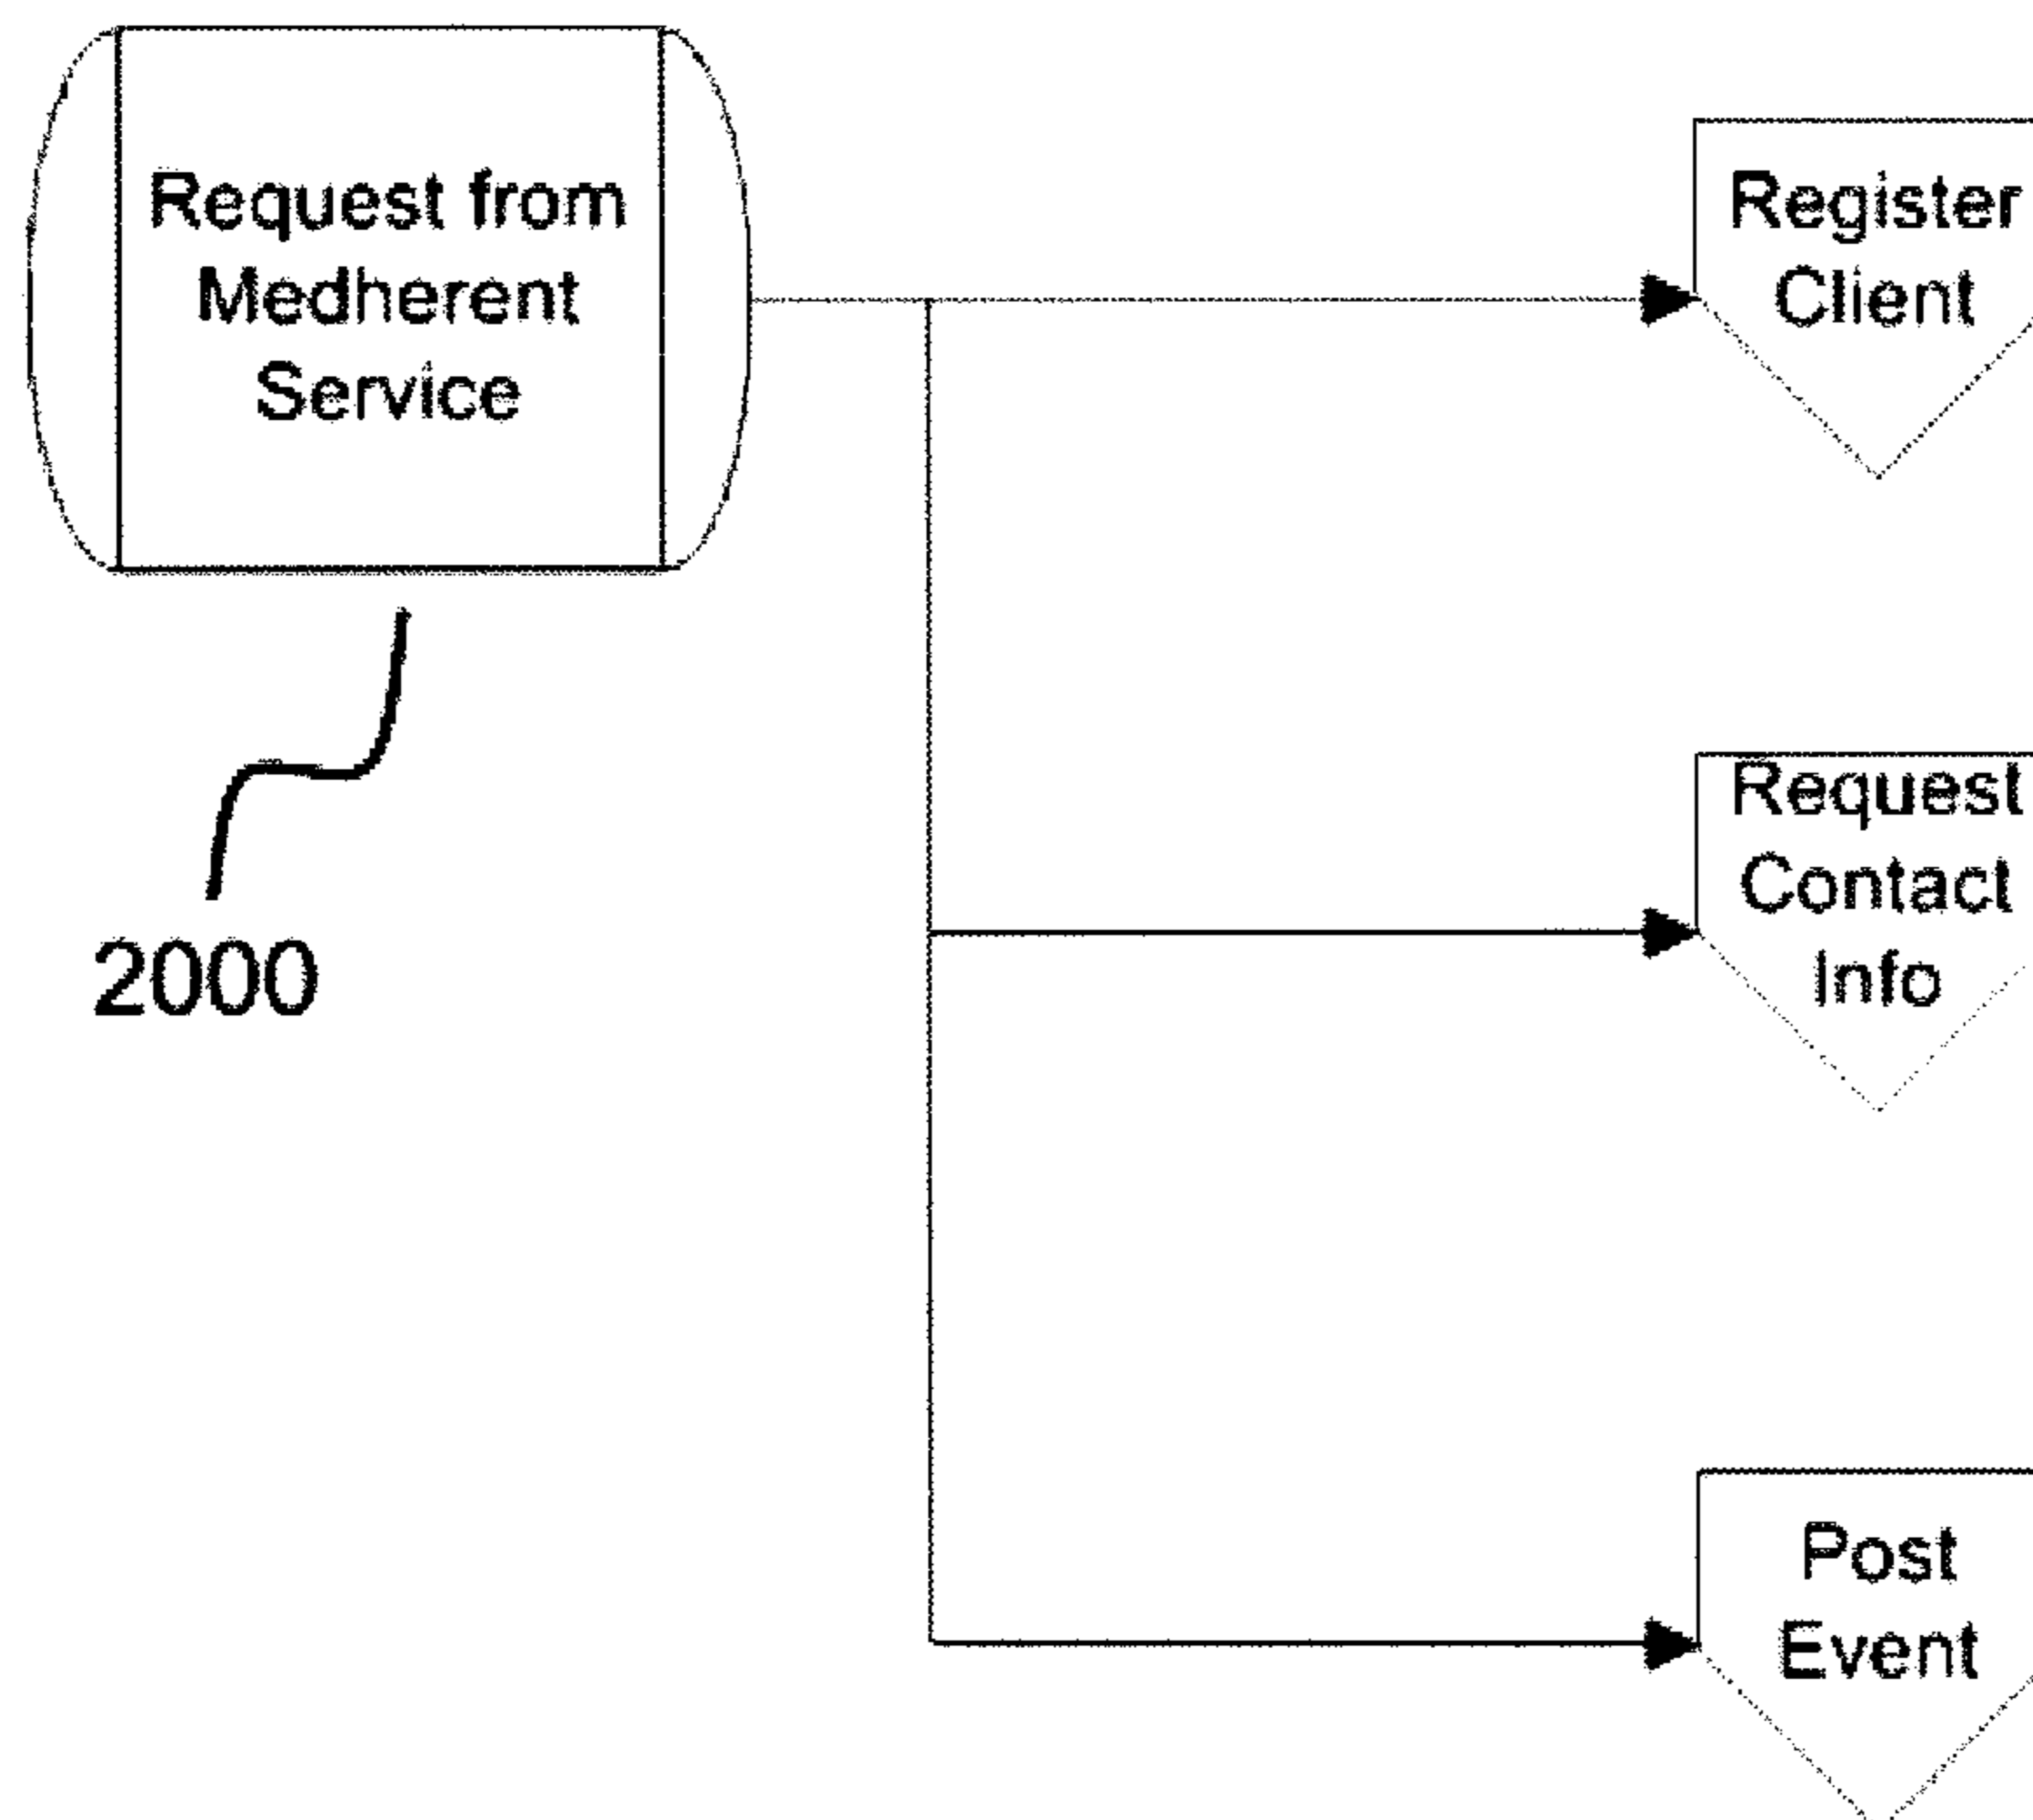 Request from
Medherent
Service
2000
Register
Client
Request
Contact
Info
Post
Event